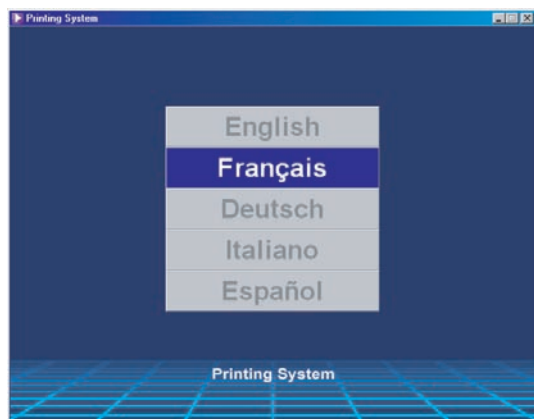 Printing System
English
Français
Deutsch
Italiano
Español
Printing System